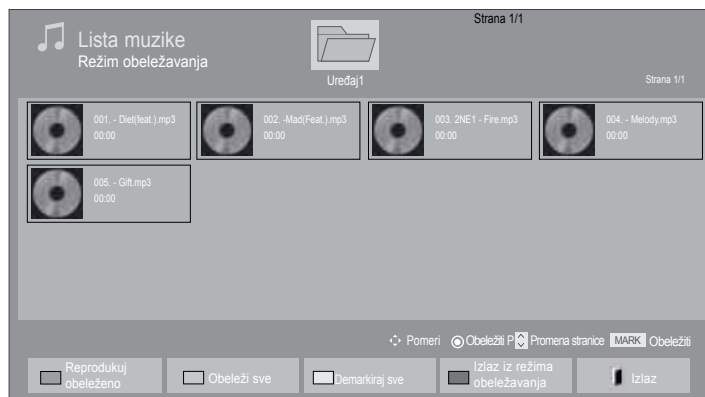 Strana 1/1
Lista muzike
Režim obeležavanja
Uređaj1
Strana 1/1
001. - Diet(feat.).mp3
00:00
002. -Mad(Feat.).mp3
00:00
003. 2NE1 - Fire.mp3
00:00
004. - Melody.mp3
00:00
005. - Gift.mp3
00:00
Pomeri Obeležiti P Promena stranice MARK Obeležiti
Reprodukuj
obeleženo
Obeleži sve
Demarkiraj sve
Izlaz iz režima
obeležavanja
Izlaz